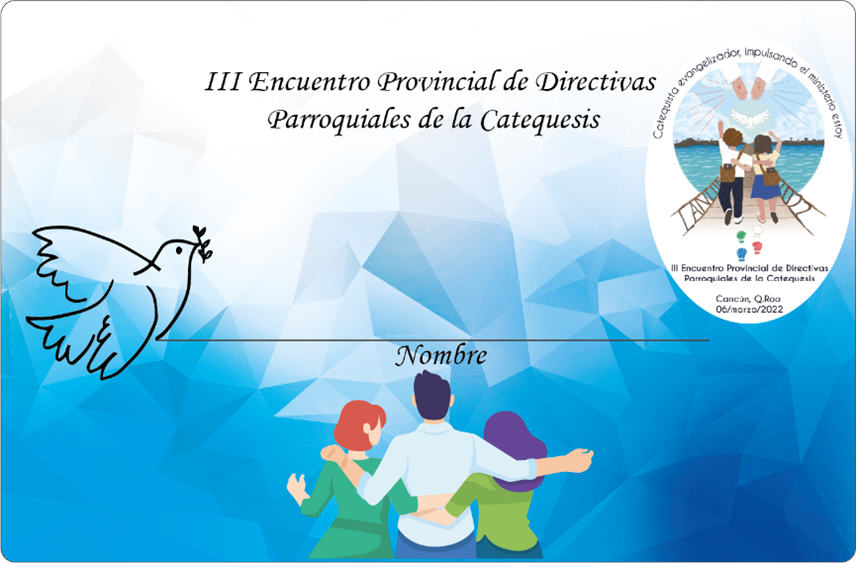 III Encuentro Provincial de Directivas
Parroquiales de la Catequesis
Catequista evangelizador, impulsando el ministerio estoy
III Encuentro Provincial de Directivas
Parroquiales de la Catequesis
Cancún, Q.Roo
06/marzo/2022
Nombre